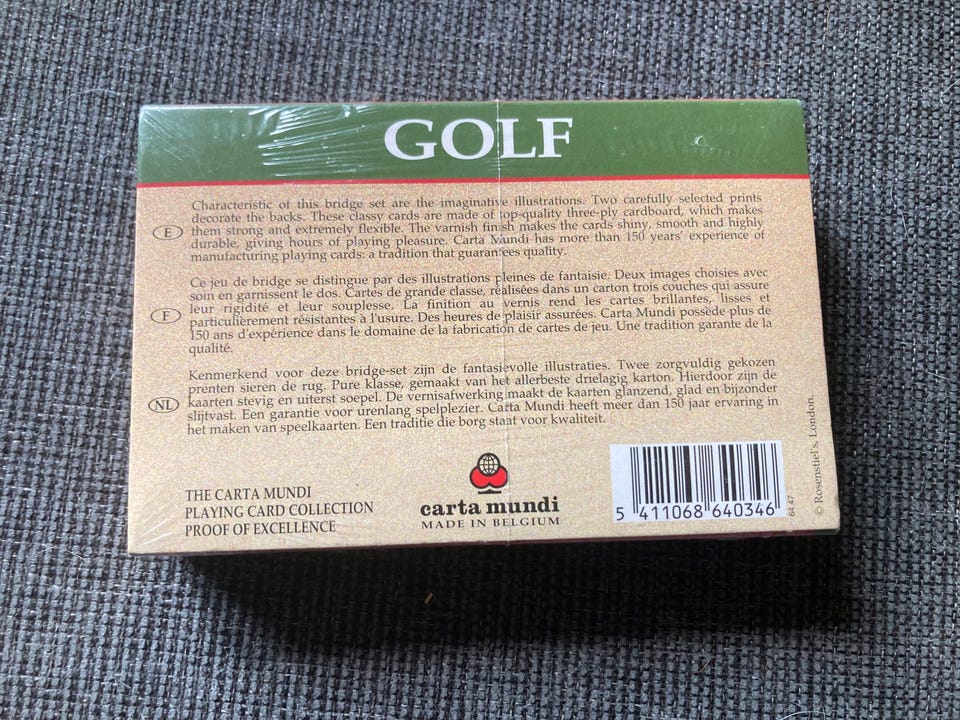 GOLF
E
Characteristic of this bridge set are the imaginative illustrations. Two carefully selected prints
decorate the backs. These classy cards are made of top-quality three-ply cardboard, which makes
them strong and extremely flexible. The varnish finish makes the cards shiny, smooth and highly
durable, giving hours of playing pleasure. Carta Mundi has more than 150 years' experience of
manufacturing playing cards: a tradition that guarantees quality.
F
Ce jeu de bridge se distingue par des illustrations pleines de fantaisie. Deux images choisies avec
soin en garnissent le dos. Cartes de grande classe, réalisées dans un carton trois couches qui assure
leur rigidité et leur souplesse. La finition au vernis rend les cartes brillantes, lisses et
particulièrement résistantes à l'usure. Des heures de plaisir assurées. Carta Mundi possède plus de
150 ans d'expérience dans le domaine de la fabrication de cartes de jeu. Une tradition garante de la
qualité.
NL
Kenmerkend voor deze bridge-set zijn de fantasievolle illustraties. Twee zorgvuldig gekozen
prenten sieren de rug. Pure klasse, gemaakt van het allerbeste drielagig karton. Hierdoor zijn de
kaarten stevig en uiterst soepel. De vernisafwerking maakt de kaarten glanzend, glad en bijzonder
slijtvast. Een garantie voor urenlang spelplezier. Carta Mundi heeft meer dan 150 jaar ervaring in
het maken van speelkaarten. Een traditie die borg staat voor kwaliteit.
THE CARTA MUNDI
PLAYING CARD COLLECTION
PROOF OF EXCELLENCE
carta mundi
MADE IN BELGIUM
5 411068 640346
64 47
© Rosenstiel's, London.